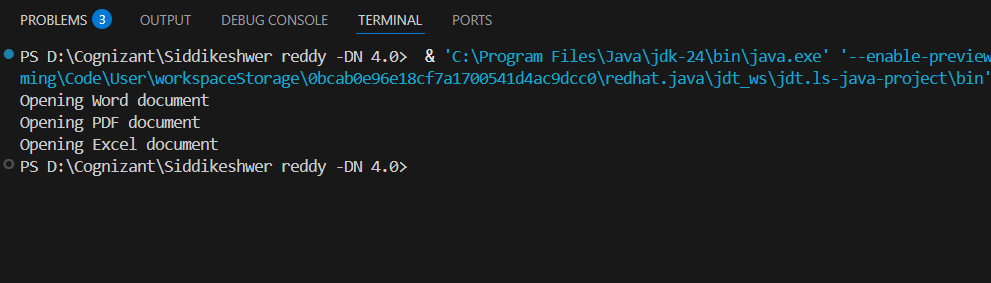 PROBLEMS 3 OUTPUT DEBUG CONSOLE TERMINAL PORTS
PS D:\Cognizant\Siddikeshwer reddy -DN 4.0>  & 'C:\Program Files\Java\jdk-24\bin\java.exe' '--enable-preview
ming\Code\User\workspaceStorage\0bcab0e96e18cf7a1700541d4ac9dcc0\redhat.java\jdt_ws\jdt.ls-java-project\bin'
Opening Word document
Opening PDF document
Opening Excel document
PS D:\Cognizant\Siddikeshwer reddy -DN 4.0>